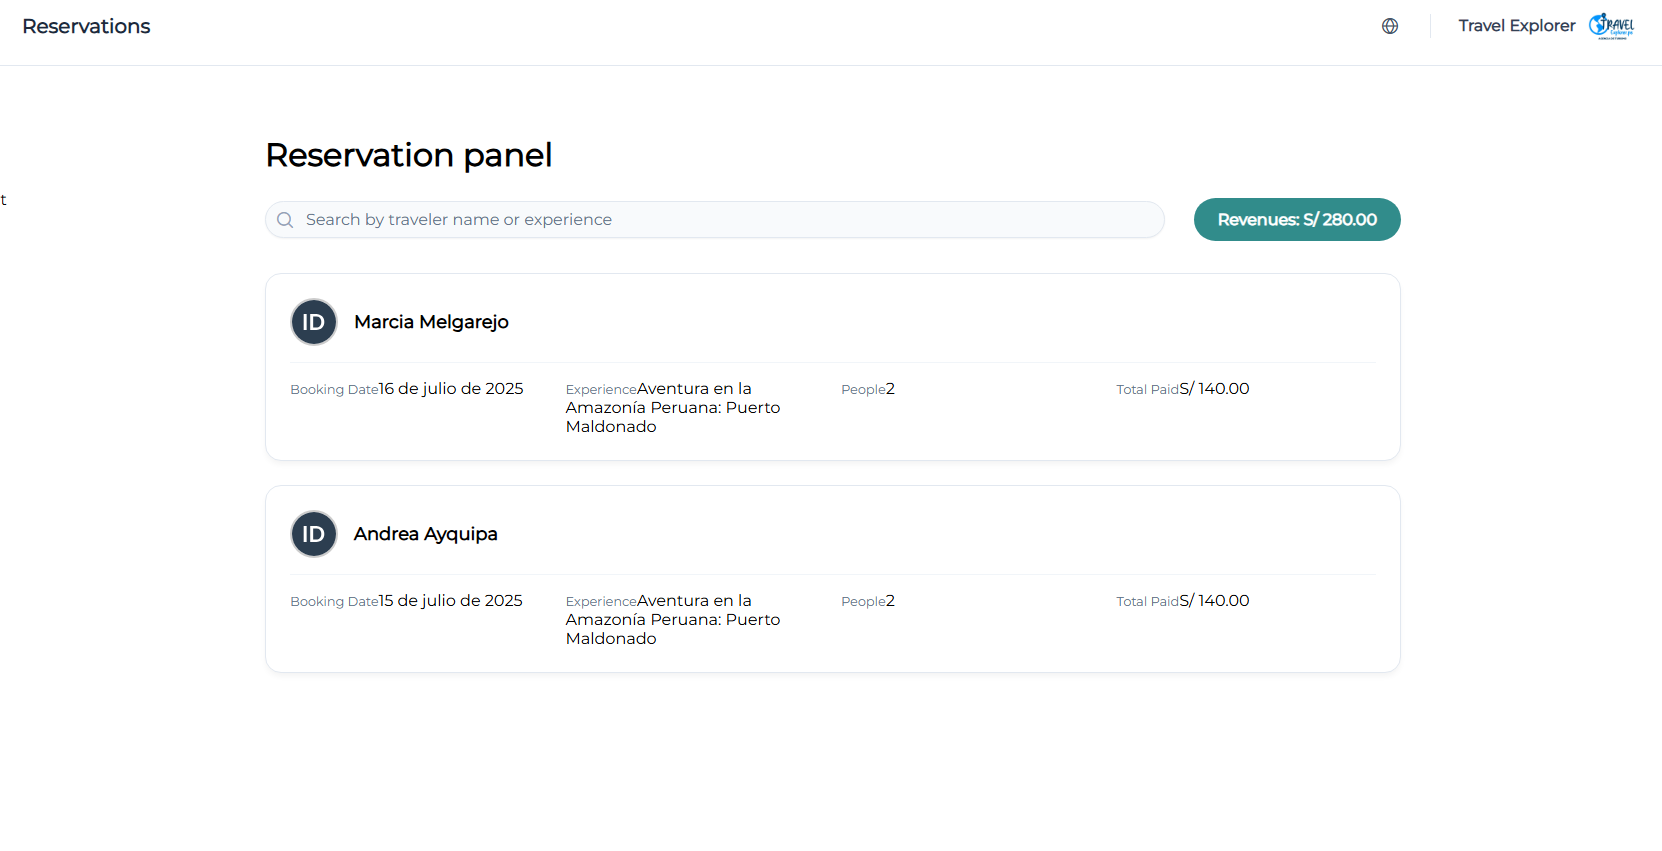 Reservations
Travel Explorer
TRAVEL
Reservation panel
t
Search by traveler name or experience
Revenues: S/ 280.00
ID
Marcia Melgarejo
Booking Date16 de julio de 2025
ExperienceAventura en la
Amazonía Peruana: Puerto
Maldonado
People2
Total PaidS/ 140.00
ID
Andrea Ayquipa
Booking Date15 de julio de 2025
ExperienceAventura en la
Amazonía Peruana: Puerto
Maldonado
People2
Total PaidS/ 140.00